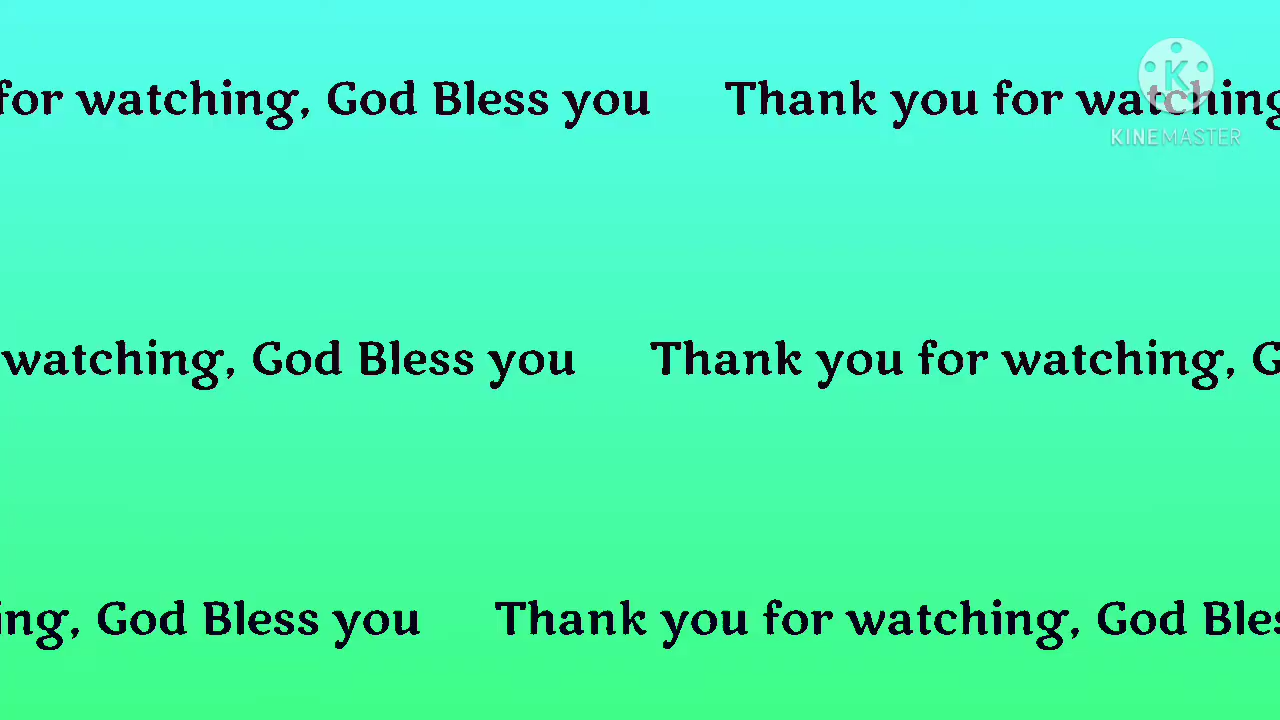 for watching, God Bless you Thank you for watching
KINEMASTER
watching, God Bless you Thank you for watching, G
ing, God Bless you Thank you for watching, God Bles